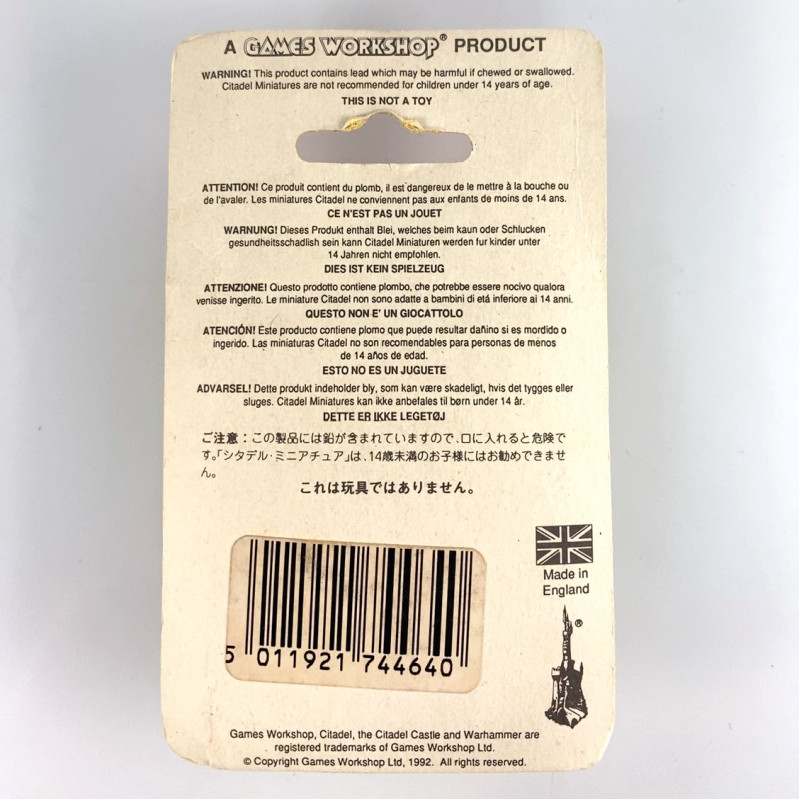 A GAMES WORKSHOP® PRODUCT
WARNING! This product contains lead which may be harmful if chewed or swallowed.
Citadel Miniatures are not recommended for children under 14 years of age.
THIS IS NOT A TOY
ATTENTION! Ce produit contient du plomb, il est dangereux de le mettre à la bouche ou
de l'avaler. Les miniatures Citadel ne conviennent pas aux enfants de moins de 14 ans.
CE N'EST PAS UN JOUET
WARNUNG! Dieses Produkt enthalt Blei, welches beim kaun oder Schlucken
gesundheitsschadlich sein kann Citadel Miniaturen werden fur kinder unter
14 Jahren nicht empfohlen.
DIES IST KEIN SPIELZEUG
ATTENZIONE! Questo prodotto contiene plombo, che potrebbe essere nocivo qualora
venisse ingerito. Le miniature Citadel non sono adatte a bambini di etá inferiore ai 14 anni.
QUESTO NON E' UN GIOCATTOLO
ATENCIÓN! Este producto contiene plomo que puede resultar dañino si es mordido o
ingerido. Las miniaturas Citadel no son recomendables para personas de menos
de 14 años de edad.
ESTO NO ES UN JUGUETE
ADVARSEL! Dette produkt indeholder bly, som kan være skadeligt, hvis det tygges eller
sluges. Citadel Miniatures kan ikke anbefales til børn under 14 år.
DETTE ER IKKE LEGETØJ
ご注意：この製品には鉛が含まれていますので、口に入れると危険で
す。「シタデル･ミニアチュア」は、14歳未満のお子様にはお勧めできませ
ん。
これは玩具ではありません。
Made in
England
®
5 011921 744640
Games Workshop, Citadel, the Citadel Castle and Warhammer are
registered trademarks of Games Workshop Ltd.
© Copyright Games Workshop Ltd, 1992. All rights reserved.